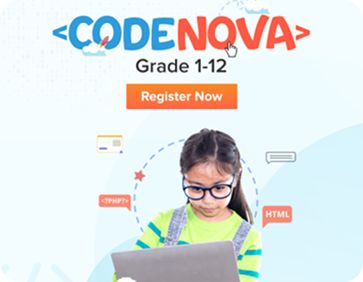 <CODENOVA>
Grade 1-12
Register Now
<?PHP?>
HTML